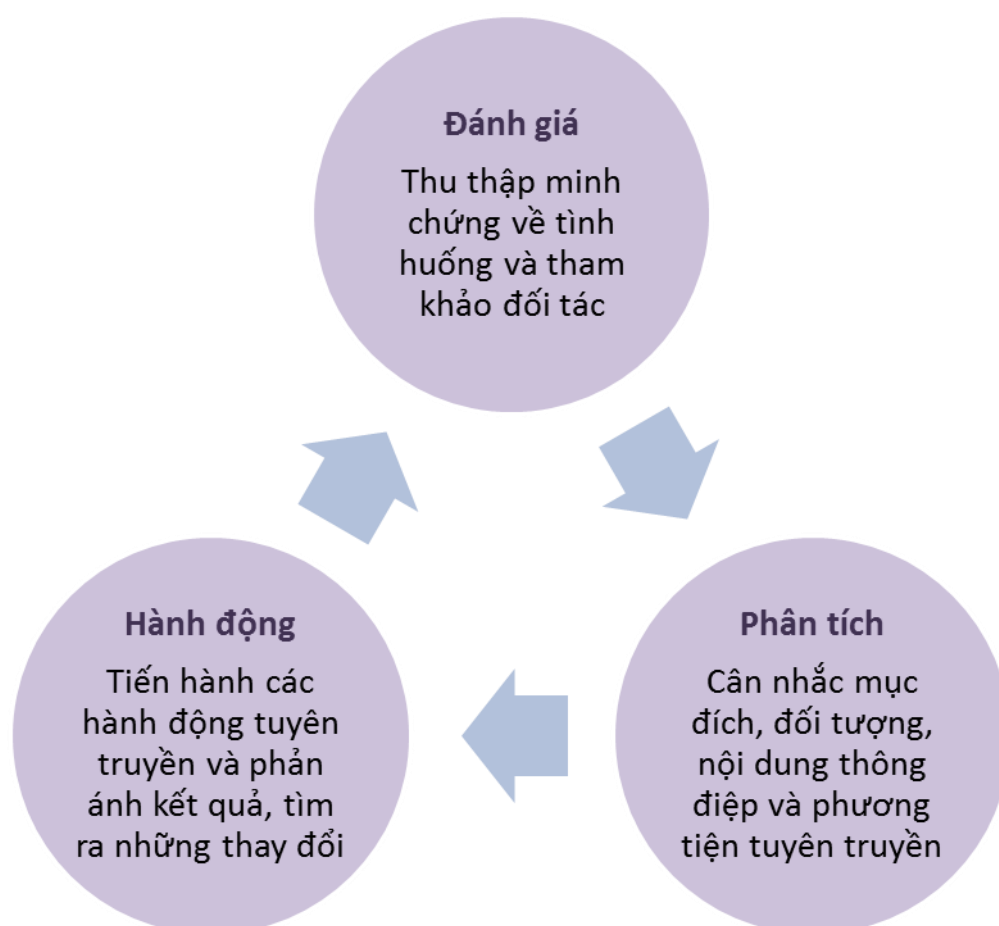 Đánh giá
Thu thập minh
chứng về tình
huống và tham
khảo đối tác
Phân tích
Cân nhắc mục
đích, đối tượng,
nội dung thông
điệp và phương
tiện tuyên truyền
Hành động
Tiến hành các
hành động tuyên
truyền và phản
ánh kết quả, tìm
ra những thay đổi